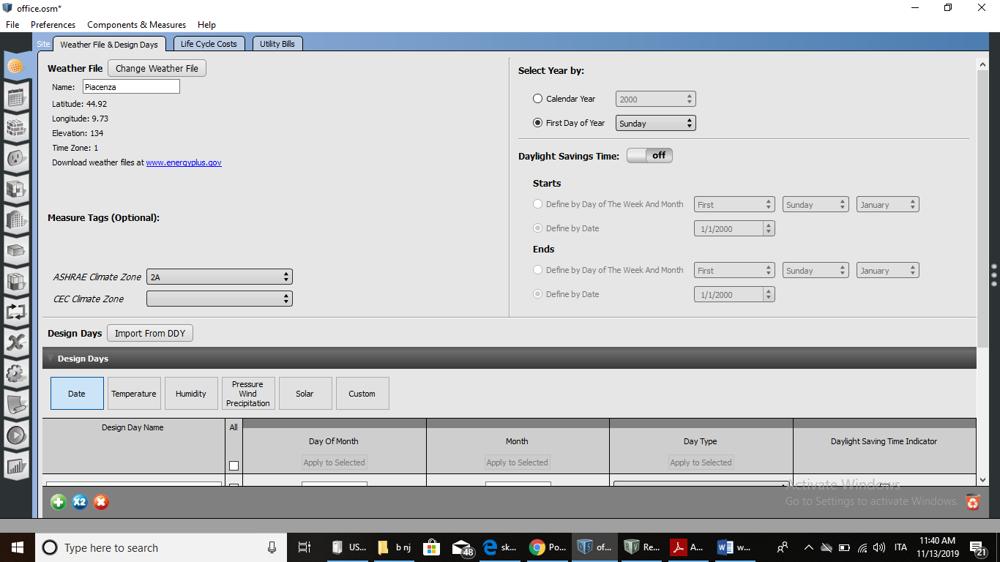 office.osm*
File Preferences Components & Measures Help
Site Weather File & Design Days Life Cycle Costs Utility Bills
Weather File Change Weather File
Name: Piacenza
Latitude: 44.92
Longitude: 9.73
Elevation: 134
Time Zone: 1
Download weather files at www.energyplus.gov
Measure Tags (Optional):
ASHRAE Climate Zone 2A
CEC Climate Zone
Select Year by:
Calendar Year 2000
First Day of Year Sunday
Daylight Savings Time: off
Starts
Define by Day of The Week And Month First Sunday January
Define by Date 1/1/2000
Ends
Define by Day of The Week And Month First Sunday January
Define by Date 1/1/2000
Design Days Import From DDY
Design Days
Date Temperature Humidity Pressure Wind Precipitation Solar Custom
Design Day Name All Day Of Month Month Day Type Daylight Saving Time Indicator
Apply to Selected Apply to Selected Apply to Selected
Activate Windows
Go to Settings to activate Windows.
X2
Type here to search US... b nj 48 sk... Po... OS of... RV Re... A... W w... ITA 11:40 AM
11/13/2019 21